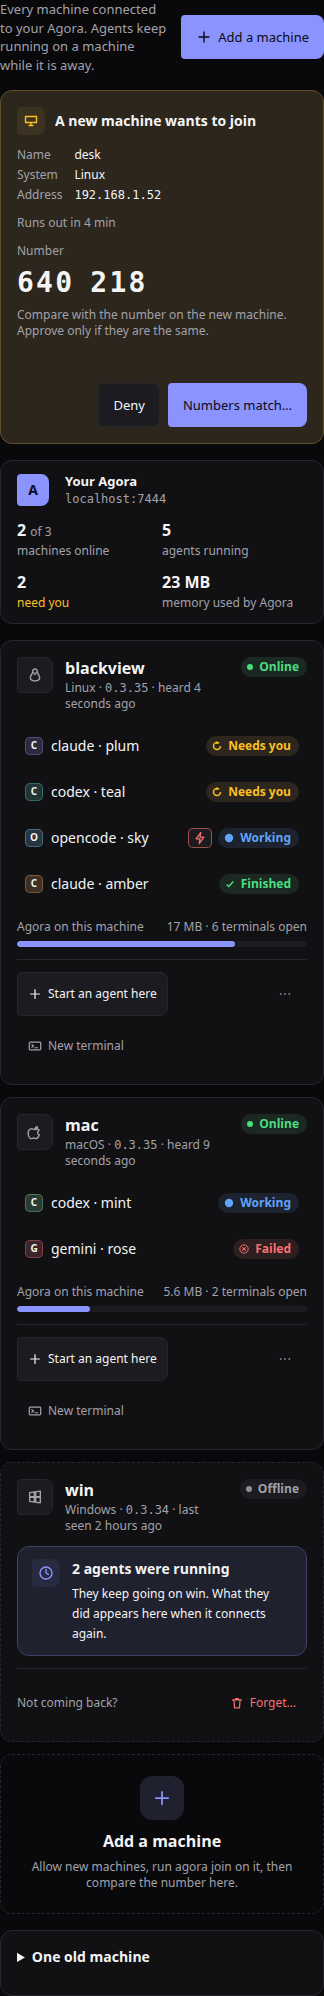 Every machine connected
to your Agora. Agents keep
running on a machine
while it is away.
Add a machine
A new machine wants to join
Name desk
System Linux
Address 192.168.1.52
Runs out in 4 min
Number
640 218
Compare with the number on the new machine.
Approve only if they are the same.
Deny
Numbers match…
A
Your Agora
localhost:7444
2 of 3
machines online
5
agents running
2
need you
23 MB
memory used by Agora
blackview
Online
Linux · 0.3.35 · heard 4
seconds ago
C claude · plum Needs you
C codex · teal Needs you
O opencode · sky Working
C claude · amber Finished
Agora on this machine 17 MB · 6 terminals open
Start an agent here
…
New terminal
mac
Online
macOS · 0.3.35 · heard 9
seconds ago
C codex · mint Working
G gemini · rose Failed
Agora on this machine 5.6 MB · 2 terminals open
Start an agent here
…
New terminal
win
Offline
Windows · 0.3.34 · last
seen 2 hours ago
2 agents were running
They keep going on win. What they
did appears here when it connects
again.
Not coming back?
Forget…
Add a machine
Allow new machines, run agora join on it, then
compare the number here.
One old machine